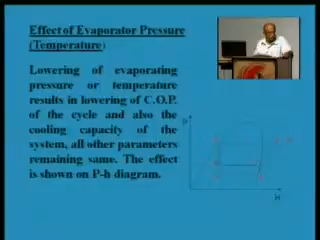 Effect of Evaporator Pressure
(Temperature)
Lowering of evaporating
pressure or temperature
results in lowering of C.O.P.
of the cycle and also the
cooling capacity of the
system, all other parameters
remaining same. The effect
is shown on P-h diagram.
P